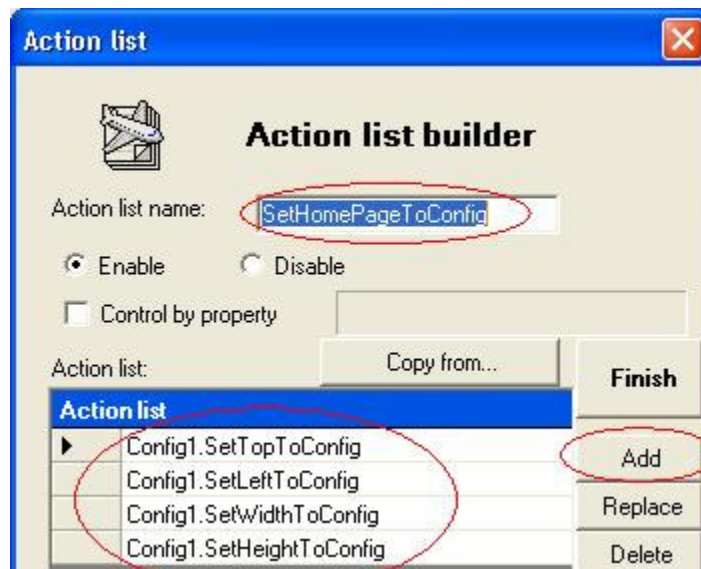 Action list
Action list builder
Action list name: SetHomePageToConfig
Enable Disable
Control by property
Action list: Copy from... Finish
Action list
Config1.SetTopToConfig Add
Config1.SetLeftToConfig
Config1.SetWidthToConfig Replace
Config1.SetHeightToConfig Delete